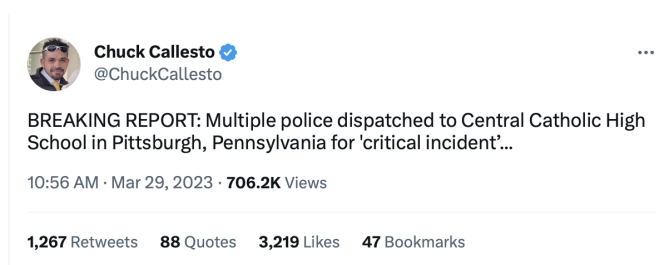 Chuck Callesto
@ChuckCallesto
BREAKING REPORT: Multiple police dispatched to Central Catholic High
School in Pittsburgh, Pennsylvania for 'critical incident’...
10:56 AM · Mar 29, 2023 · 706.2K Views
1,267 Retweets 88 Quotes 3,219 Likes 47 Bookmarks